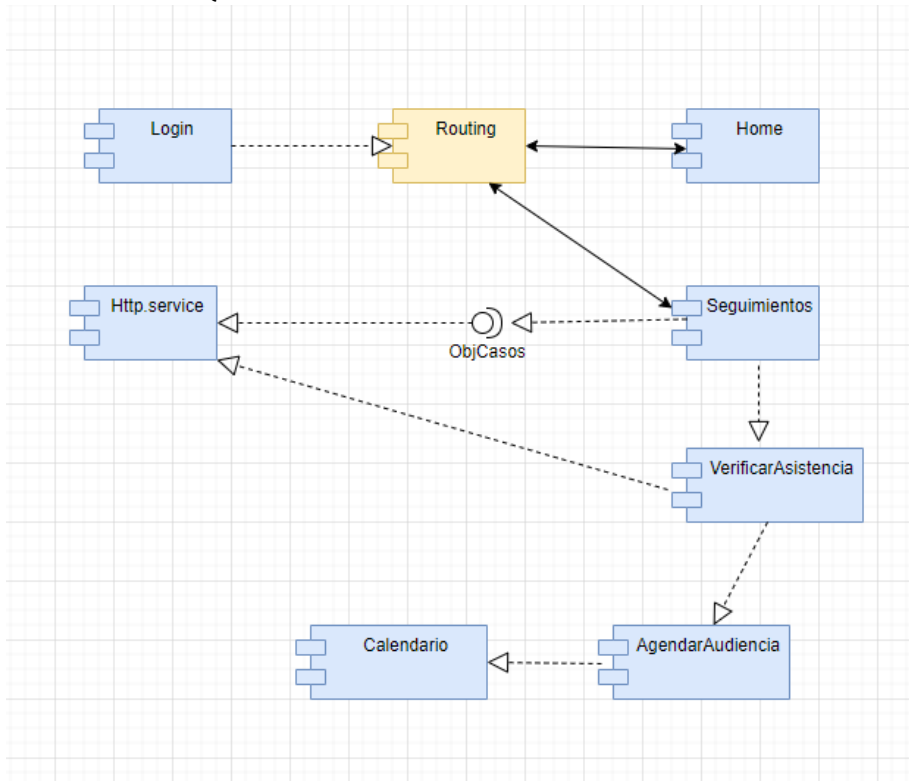 Login
Routing
Home
Http.service
ObjCasos
Seguimientos
VerificarAsistencia
Calendario
AgendarAudiencia